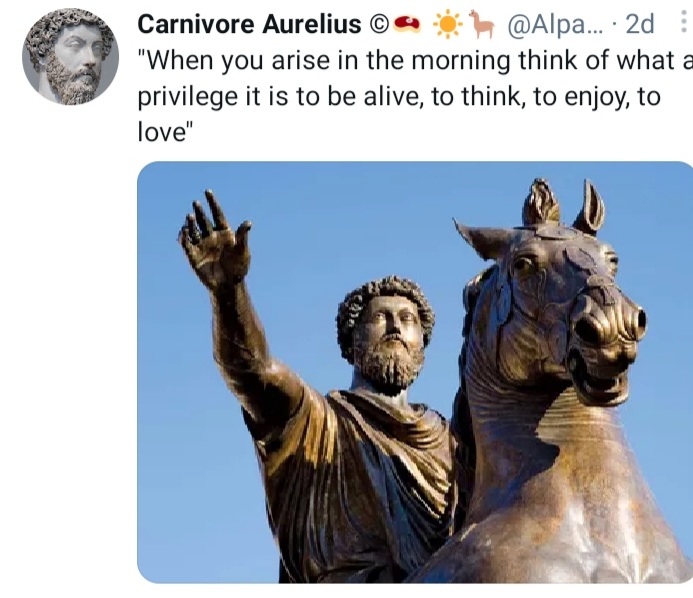 Carnivore Aurelius ©🥩 ☀️🦙 @Alpa... · 2d
"When you arise in the morning think of what a
privilege it is to be alive, to think, to enjoy, to
love"